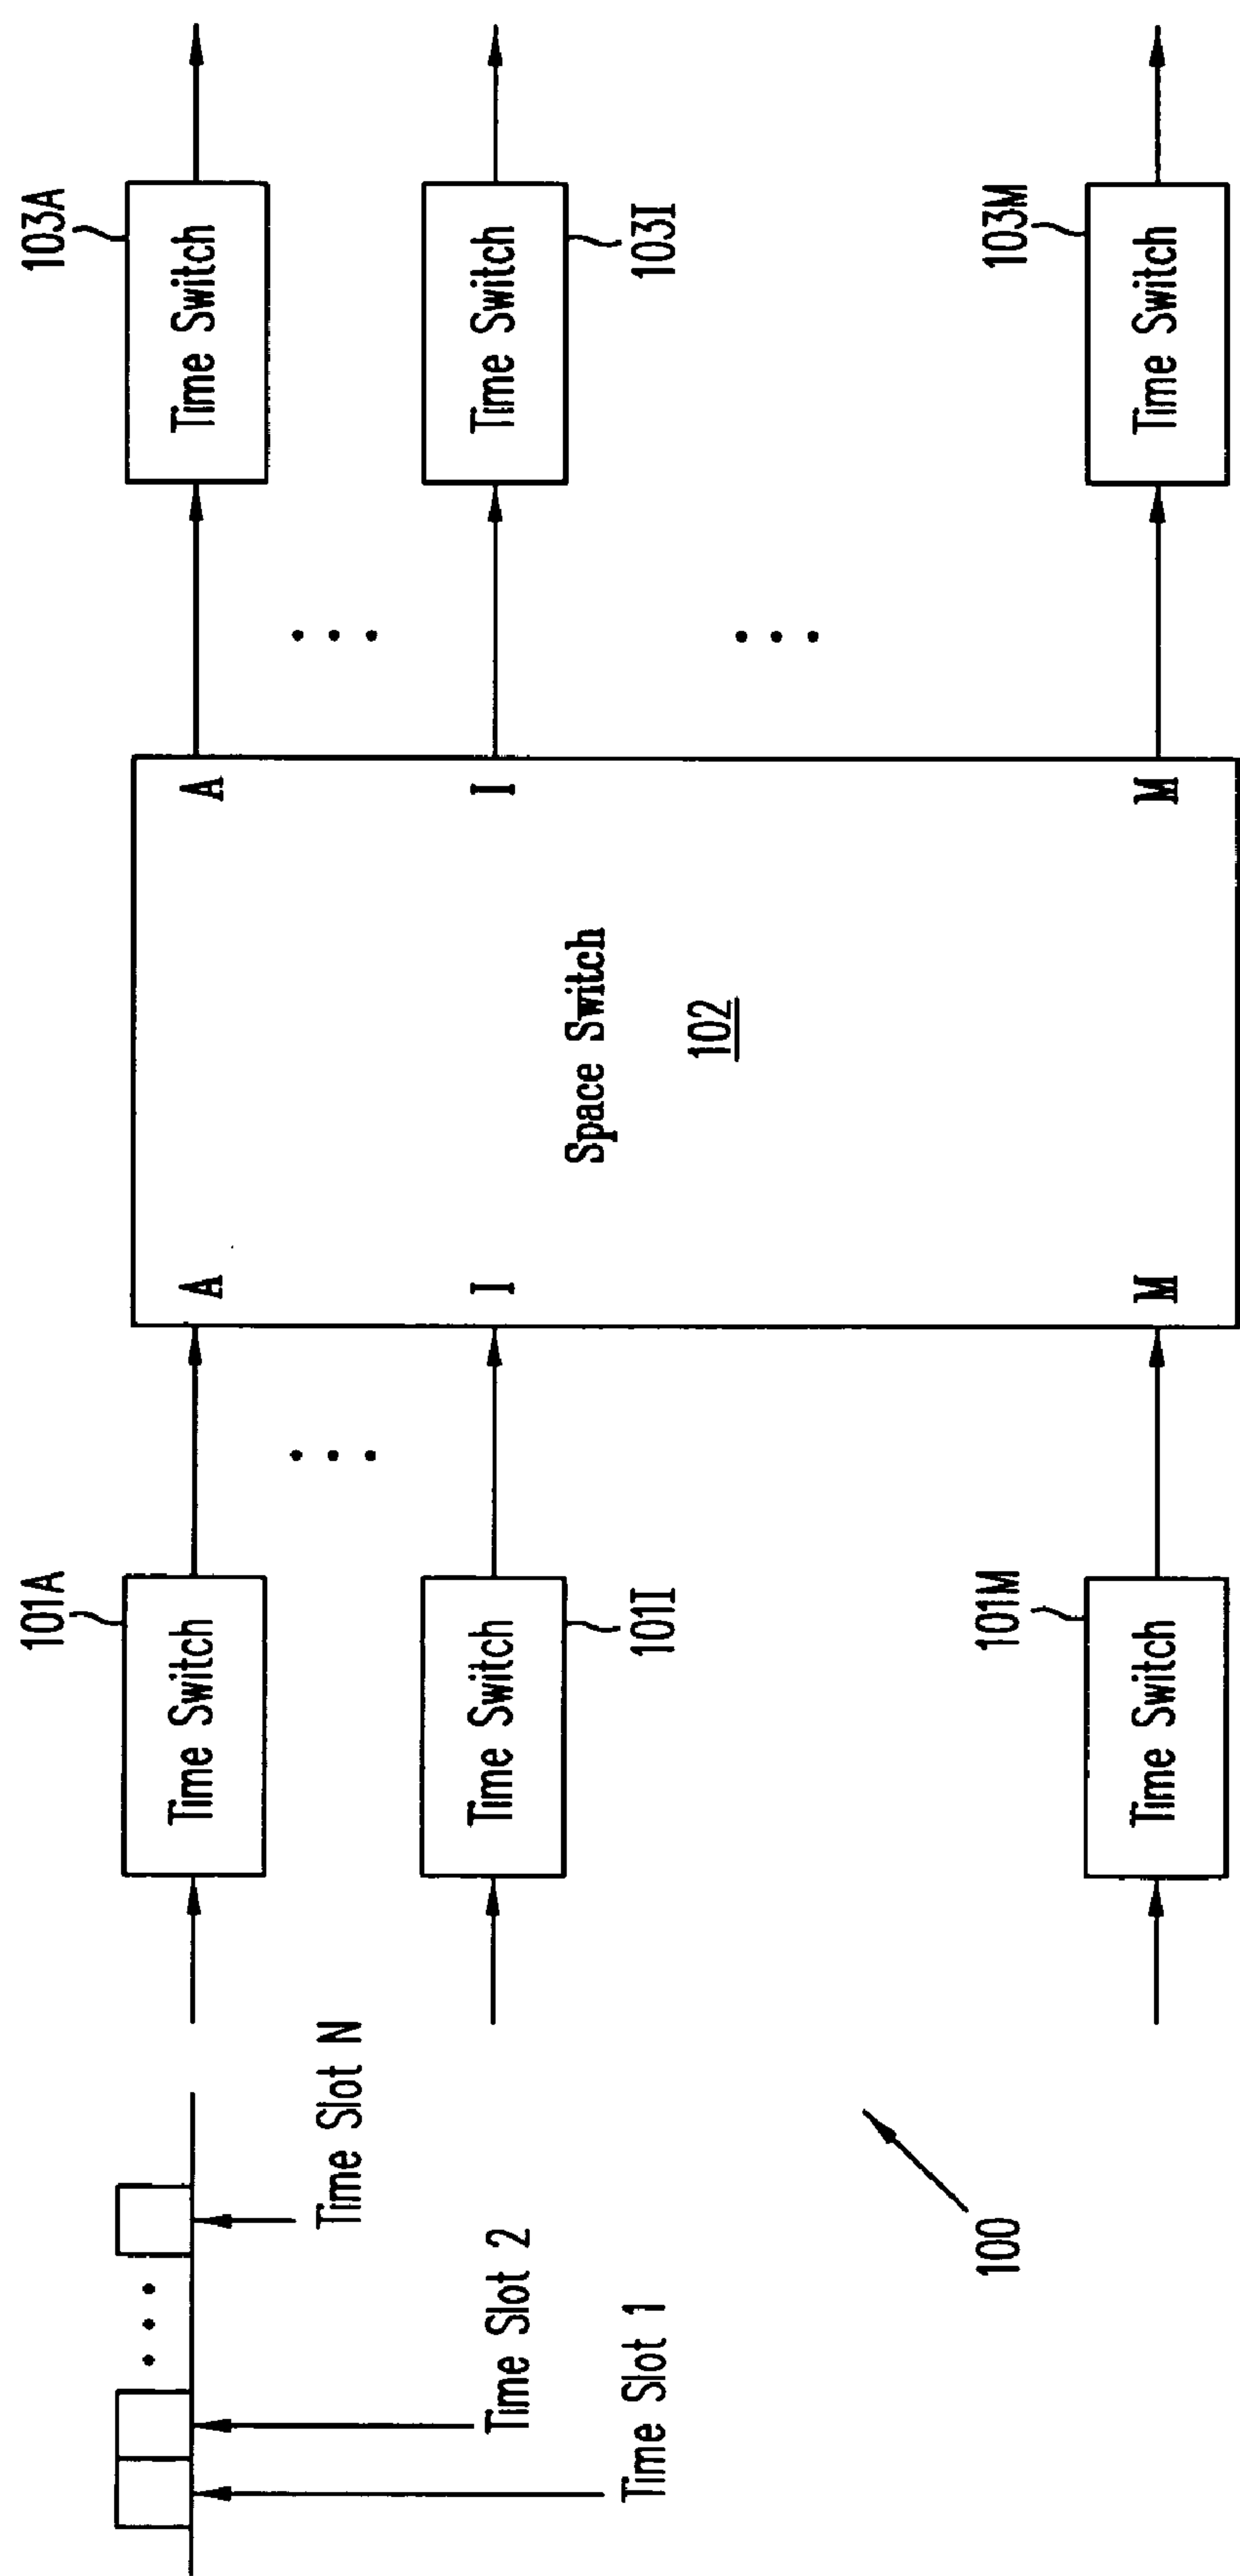 Time Slot 1
Time Slot 2
Time Slot N
100
101A
Time Switch
Time Switch
101I
101M
Time Switch
A
I
M
Space Switch
102
A
I
M
103A
Time Switch
Time Switch
103I
103M
Time Switch